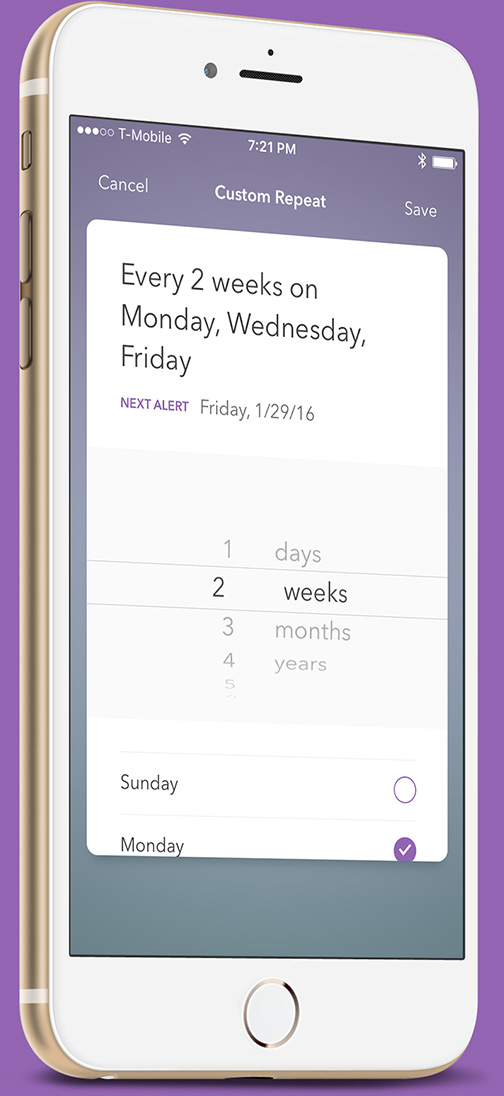 T-Mobile
7:21 PM
Cancel
Custom Repeat
Save
Every 2 weeks on
Monday, Wednesday,
Friday
NEXT ALERT Friday, 1/29/16
1 days
2 weeks
3 months
4 years
5
Sunday
Monday